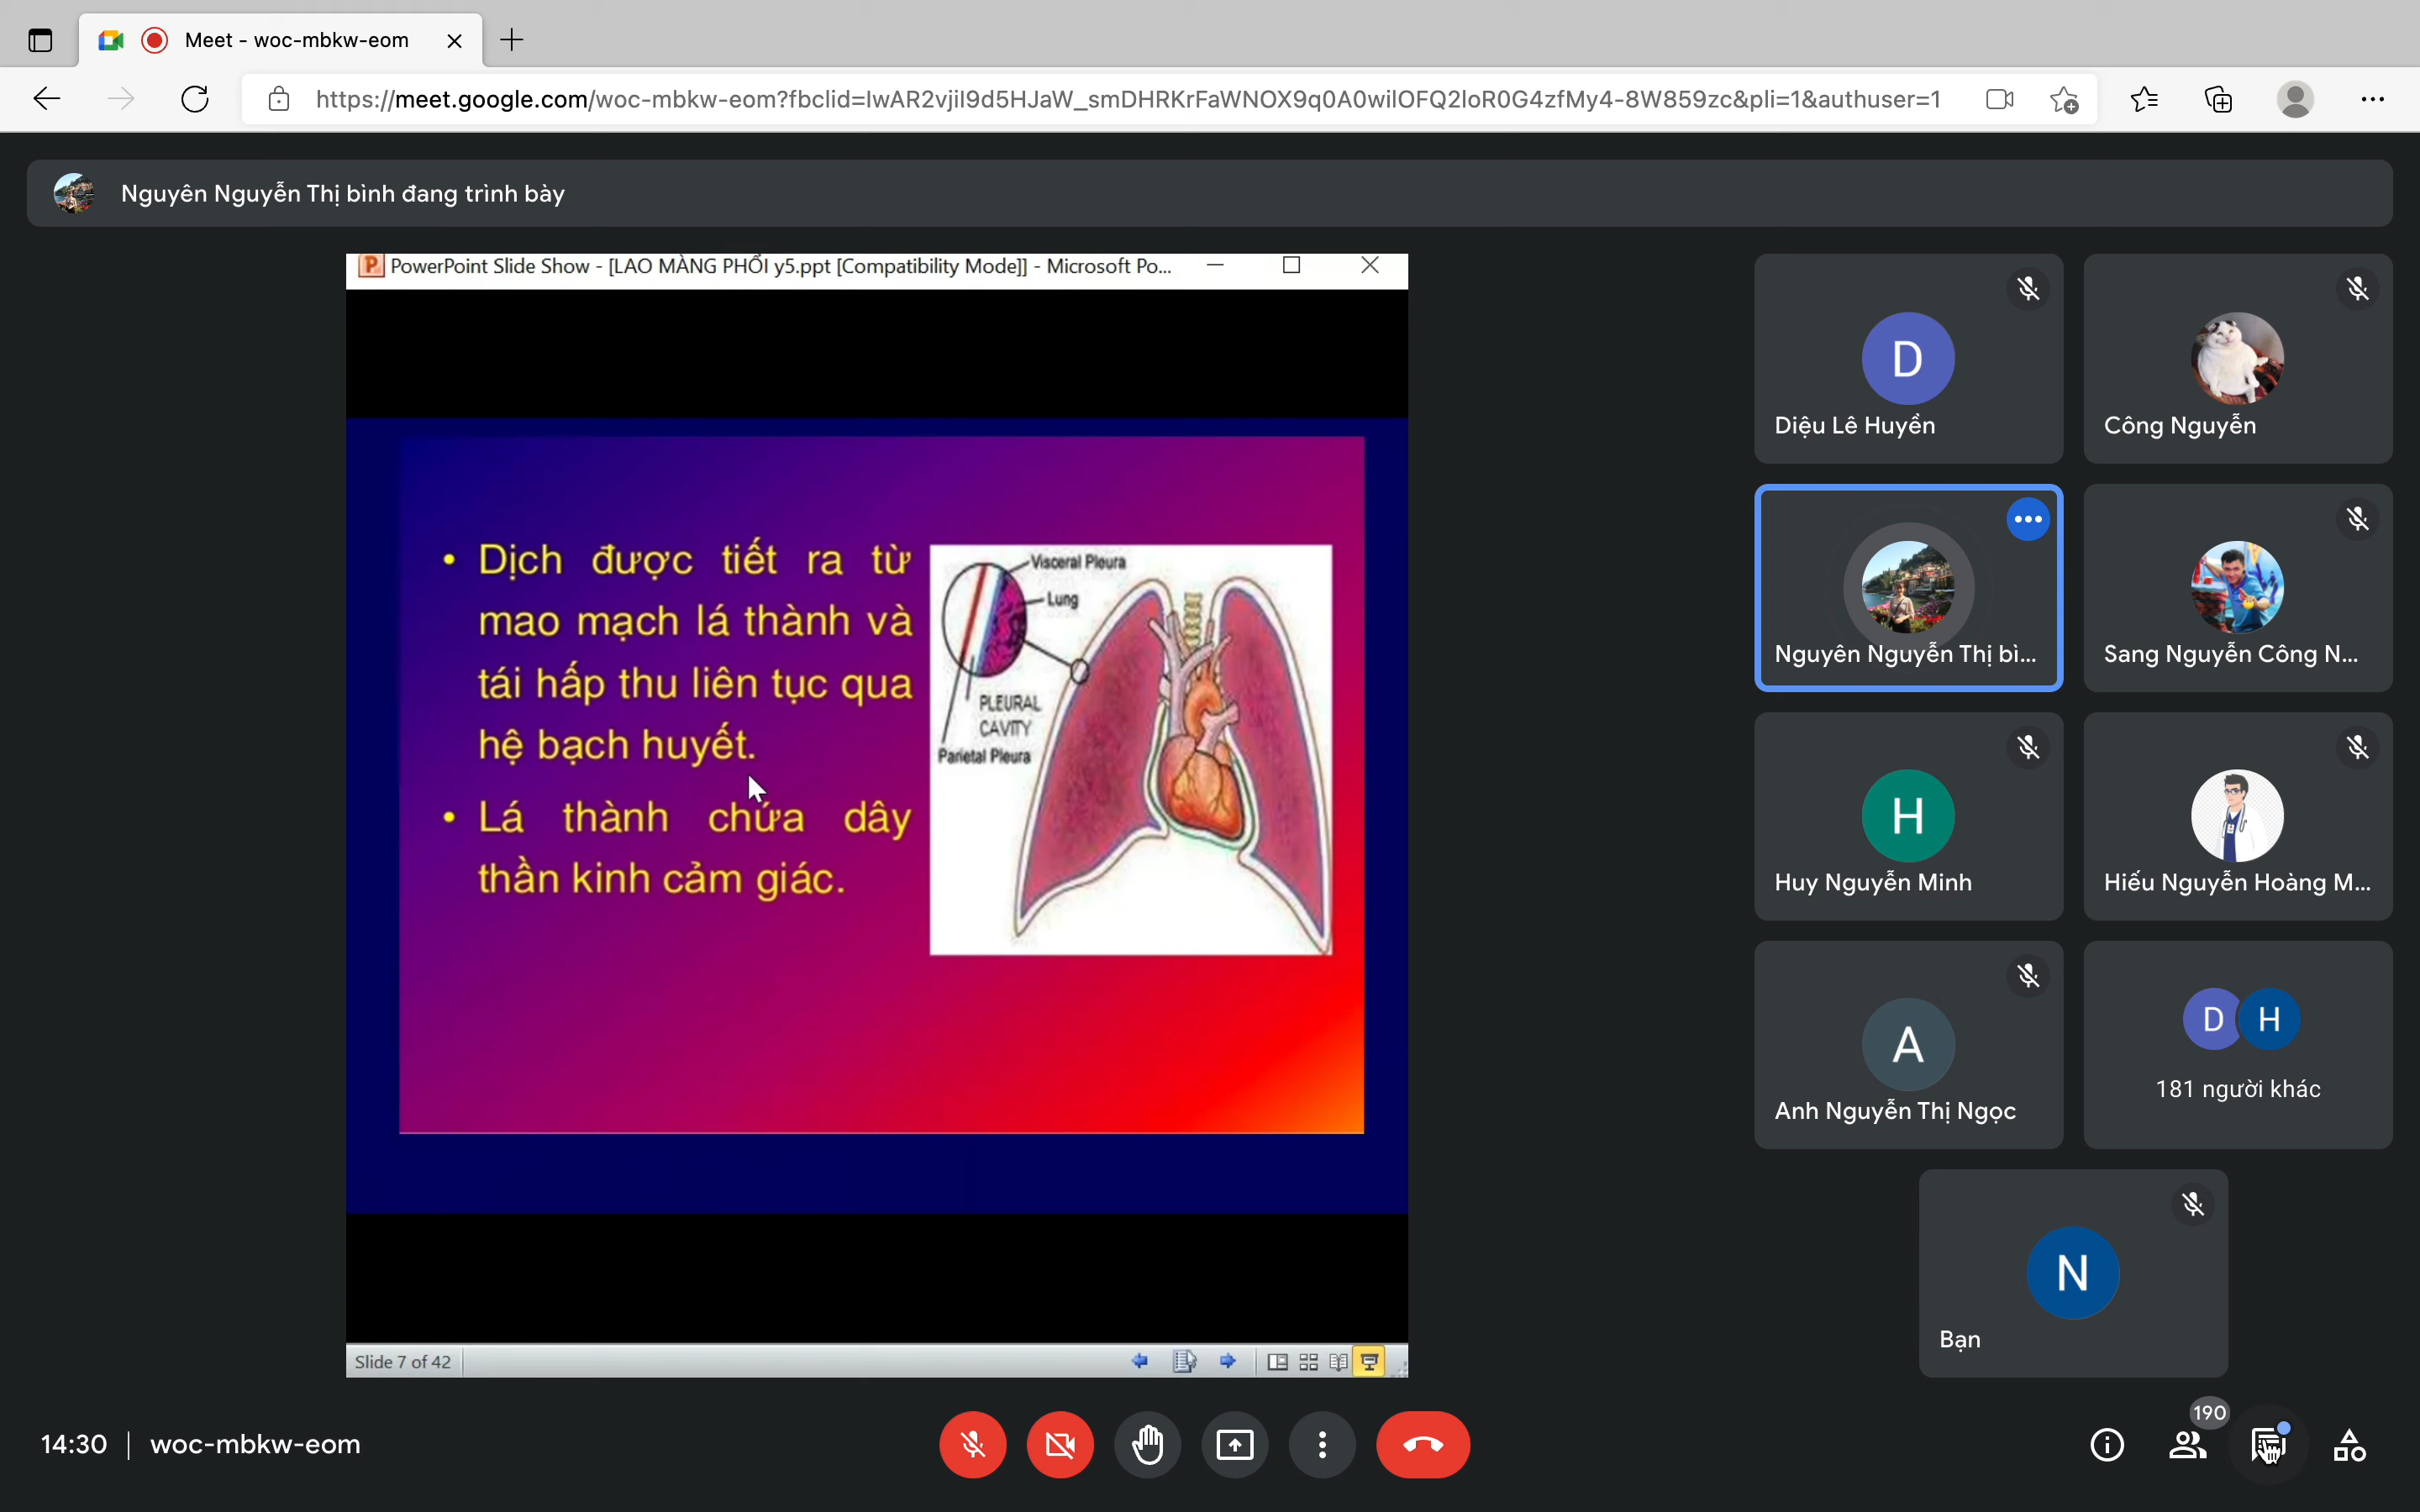 Meet - woc-mbkw-eom
https://meet.google.com/woc-mbkw-eom?fbclid=IwAR2vjiI9d5HJaW_smDHRKrFaWNOX9q0A0wilOFQ2loR0G4zfMy4-8W859zc&pli=1&authuser=1
Nguyên Nguyễn Thị bình đang trình bày
PowerPoint Slide Show - [LAO MÀNG PHỔI y5.ppt [Compatibility Mode]] - Microsoft Po...
• Dịch được tiết ra từ
mao mạch lá thành và
tái hấp thu liên tục qua
hệ bạch huyết.
• Lá thành chứa dây
thần kinh cảm giác.
Visceral Pleura
Lung
PLEURAL
CAVITY
Parietal Pleura
Slide 7 of 42
D
Diệu Lê Huyền
Công Nguyễn
Nguyên Nguyễn Thị bì...
Sang Nguyễn Công N...
H
Huy Nguyễn Minh
Hiếu Nguyễn Hoàng M...
A
Anh Nguyễn Thị Ngọc
D H
181 người khác
N
Bạn
14:30 | woc-mbkw-eom
190